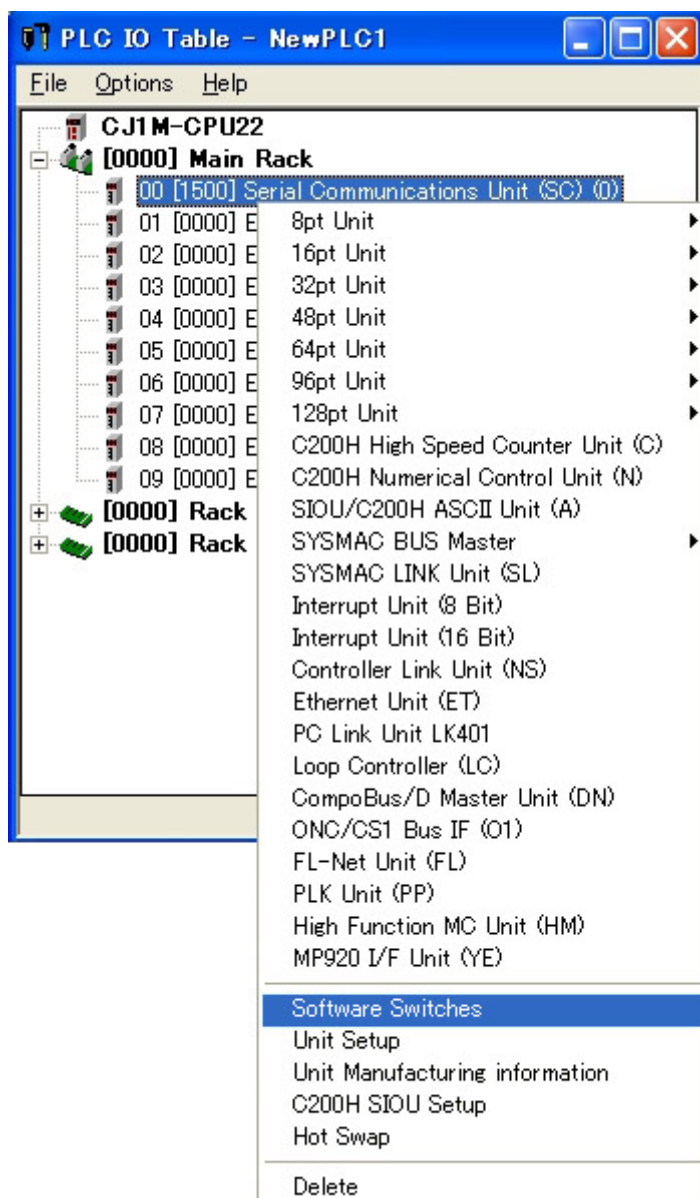 PLC IO Table - NewPLC1
File Options Help
CJ1M-CPU22
[0000] Main Rack
00 [1500] Serial Communications Unit (SC) (0)
01 [0000] E
02 [0000] E
03 [0000] E
04 [0000] E
05 [0000] E
06 [0000] E
07 [0000] E
08 [0000] E
09 [0000] E
[0000] Rack
[0000] Rack
8pt Unit
16pt Unit
32pt Unit
48pt Unit
64pt Unit
96pt Unit
128pt Unit
C200H High Speed Counter Unit (C)
C200H Numerical Control Unit (N)
SIOU/C200H ASCII Unit (A)
SYSMAC BUS Master
SYSMAC LINK Unit (SL)
Interrupt Unit (8 Bit)
Interrupt Unit (16 Bit)
Controller Link Unit (NS)
Ethernet Unit (ET)
PC Link Unit LK401
Loop Controller (LC)
CompoBus/D Master Unit (DN)
ONC/CS1 Bus IF (O1)
FL-Net Unit (FL)
PLK Unit (PP)
High Function MC Unit (HM)
MP920 I/F Unit (YE)
Software Switches
Unit Setup
Unit Manufacturing information
C200H SIOU Setup
Hot Swap
Delete